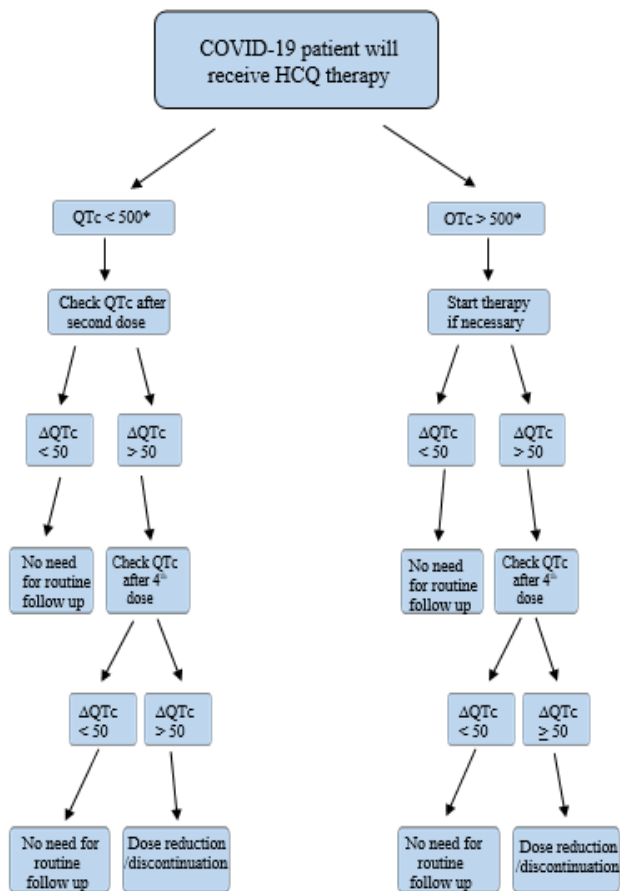 COVID-19 patient will
receive HCQ therapy
QTc < 500*
OTc > 500*
Check QTc after
second dose
Start therapy
if necessary
ΔQTc
< 50
ΔQTc
> 50
ΔQTc
< 50
ΔQTc
> 50
No need
for routine
follow up
Check QTc
after 4th
dose
No need
for routine
follow up
Check QTc
after 4th
dose
ΔQTc
< 50
ΔQTc
> 50
ΔQTc
< 50
ΔQTc
≥ 50
No need for
routine
follow up
Dose reduction
/discontinuation
No need for
routine
follow up
Dose reduction
/discontinuation